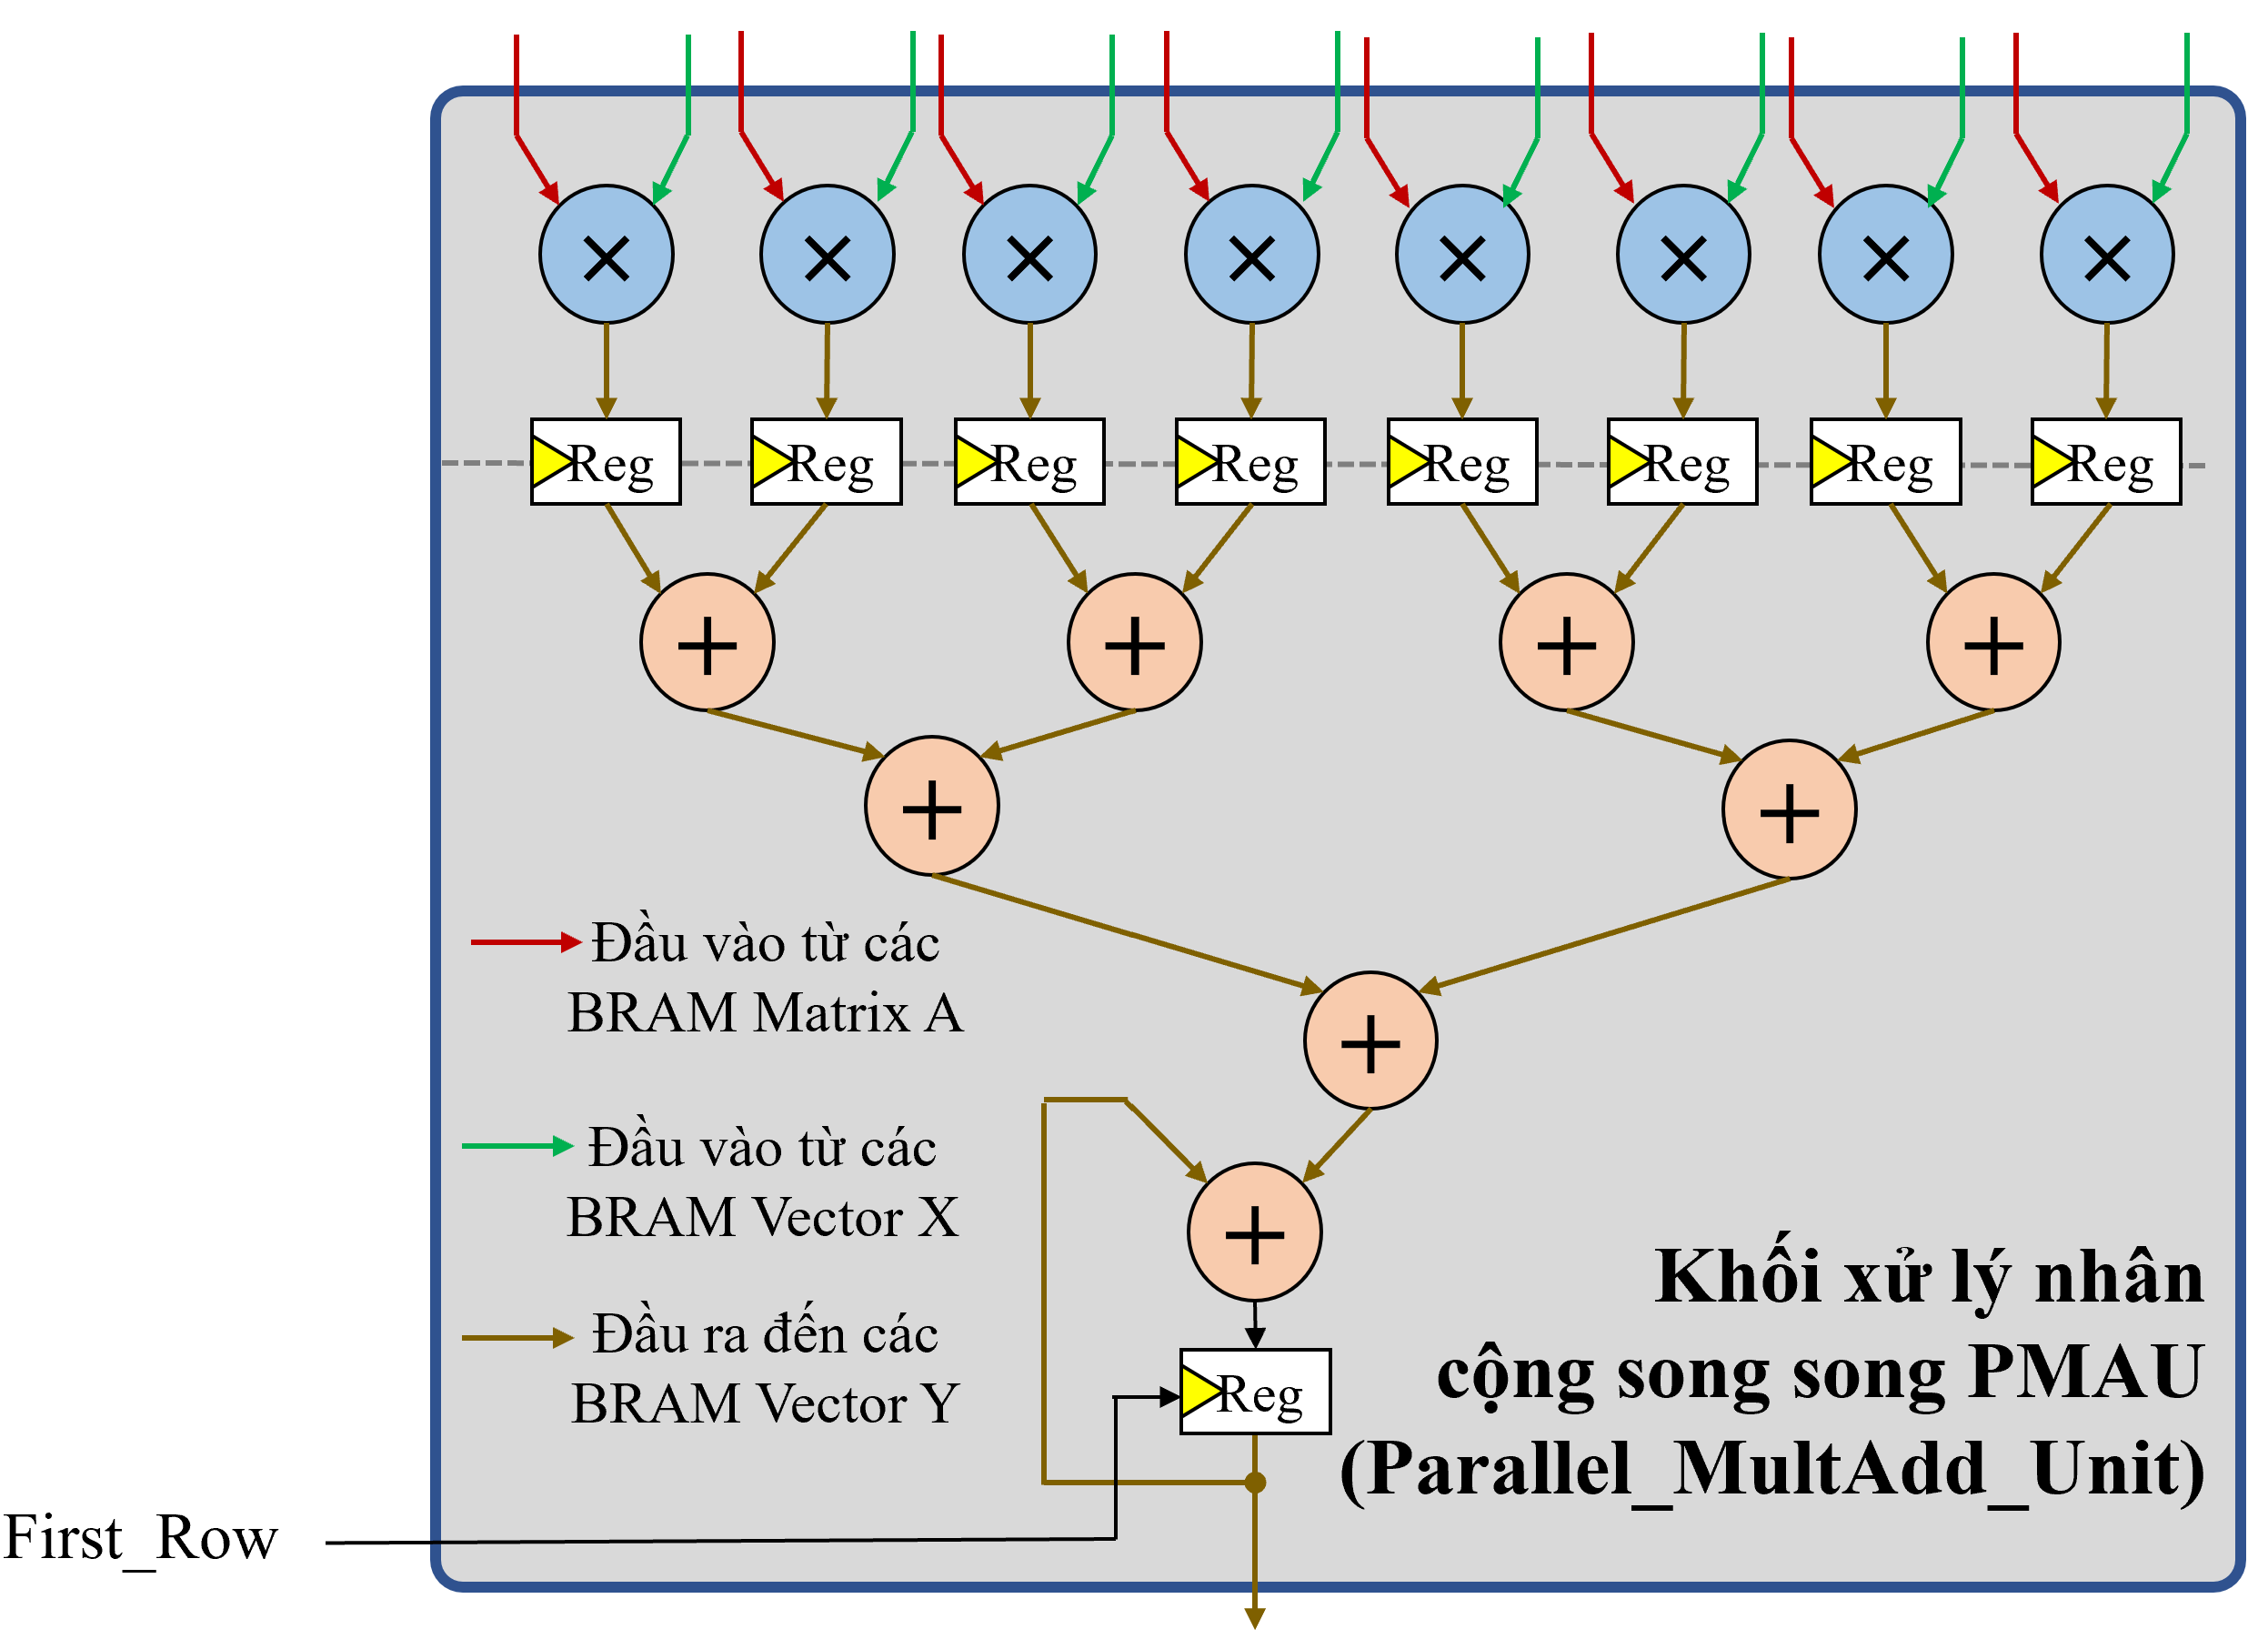 ×
×
×
×
×
×
×
×
Reg
Reg
Reg
Reg
Reg
Reg
Reg
Reg
+
+
+
+
+
+
+
+
Đầu vào từ các
BRAM Matrix A
Đầu vào từ các
BRAM Vector X
Đầu ra đến các
BRAM Vector Y
Reg
Khối xử lý nhân
cộng song song PMAU
(Parallel_MultAdd_Unit)
First_Row